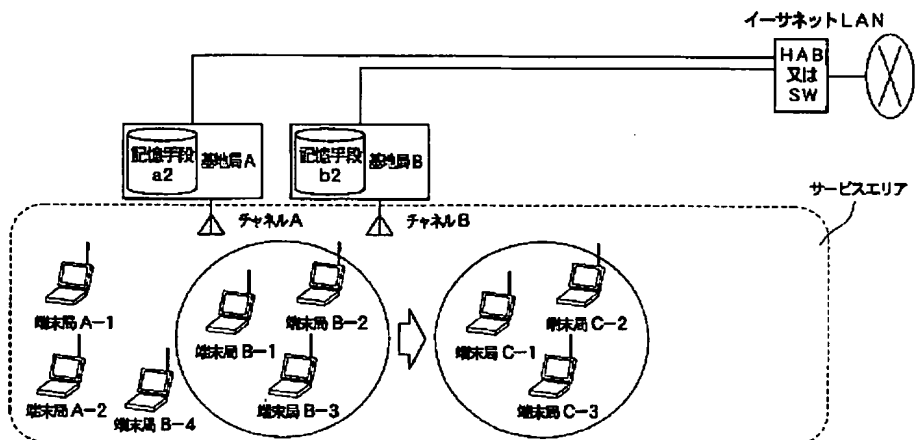 イーサネットLAN
HAB
又は
SW
記憶手段
a2
基地局A
記憶手段
b2
基地局B
サービスエリア
チャネルA
チャネルB
端末局A-1
端末局B-1
端末局B-2
端末局C-1
端末局C-2
端末局A-2
端末局B-4
端末局B-3
端末局C-3